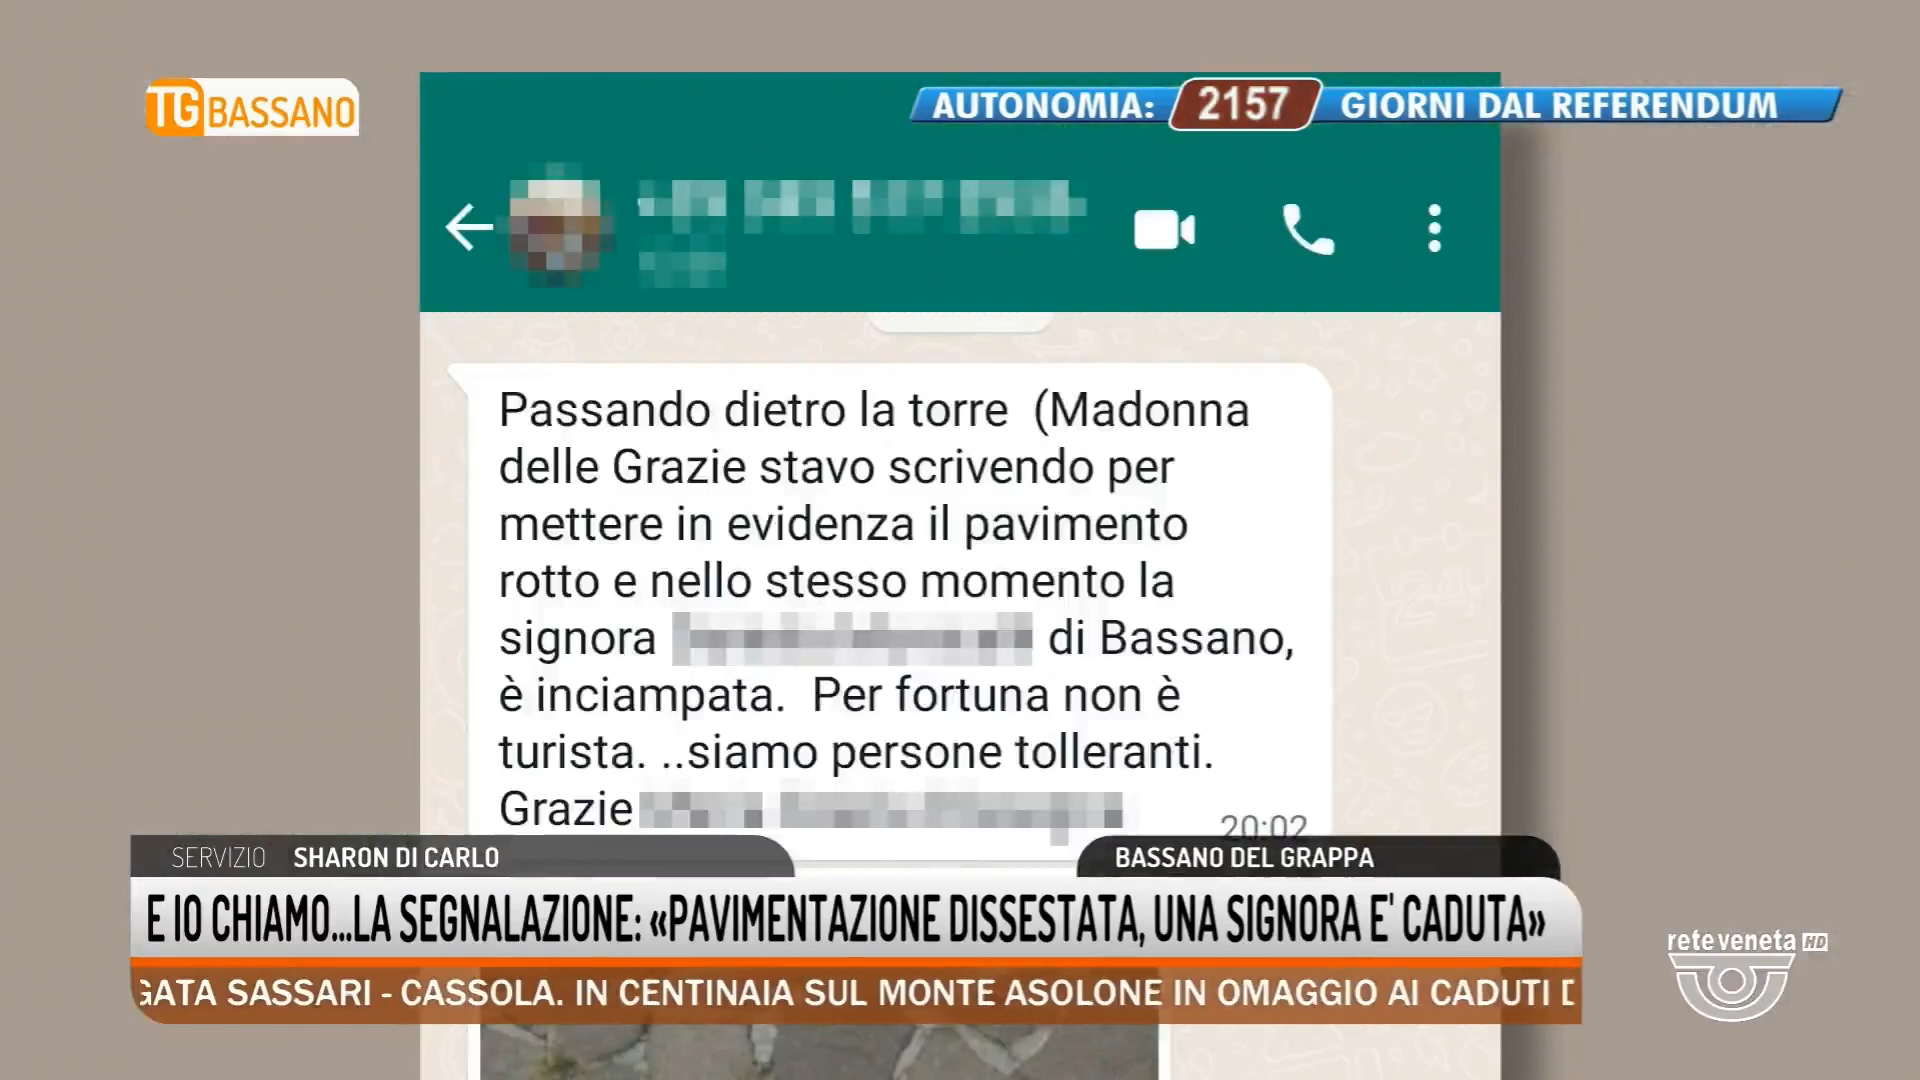 TG BASSANO
AUTONOMIA: 2157 GIORNI DAL REFERENDUM
Passando dietro la torre (Madonna
delle Grazie stavo scrivendo per
mettere in evidenza il pavimento
rotto e nello stesso momento la
signora di Bassano,
è inciampata. Per fortuna non è
turista. ..siamo persone tolleranti.
Grazie
20:02
SERVIZIO SHARON DI CARLO
BASSANO DEL GRAPPA
E IO CHIAMO...LA SEGNALAZIONE: «PAVIMENTAZIONE DISSESTATA, UNA SIGNORA E' CADUTA»
GATA SASSARI - CASSOLA. IN CENTINAIA SUL MONTE ASOLONE IN OMAGGIO AI CADUTI D
rete veneta HD